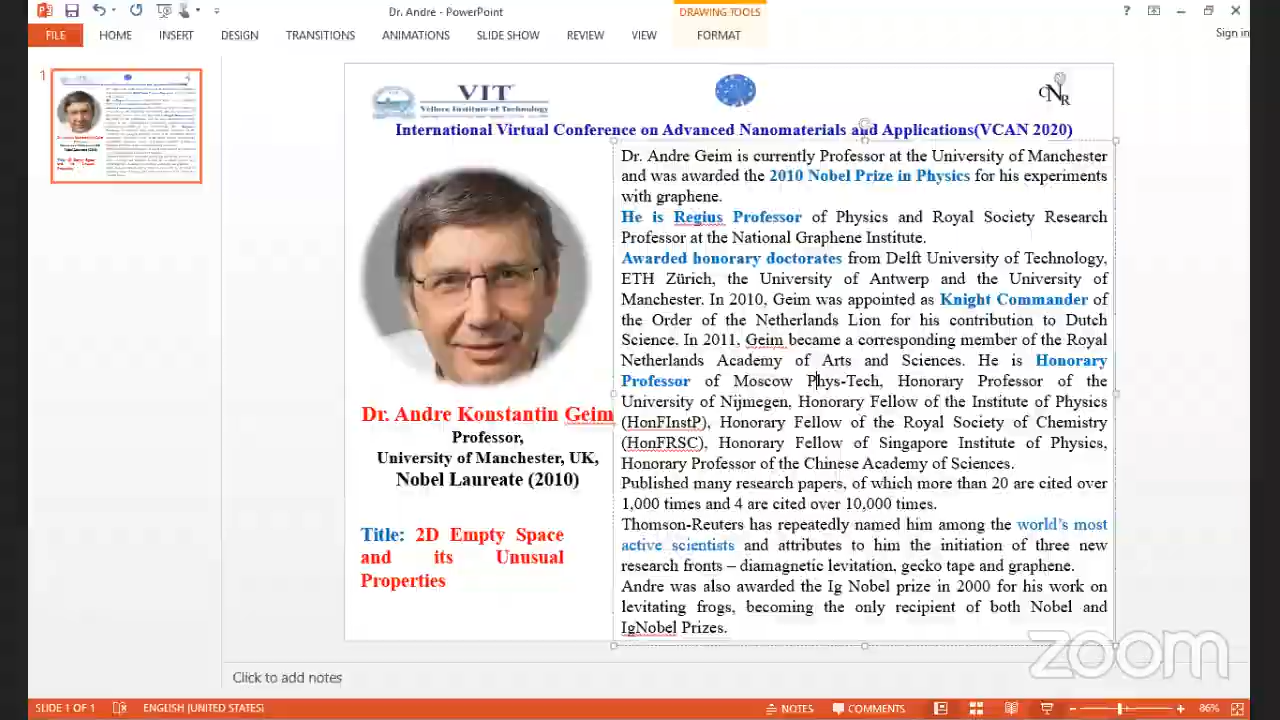 Dr. Andre - PowerPoint
DRAWING TOOLS
?
FILE
HOME
INSERT
DESIGN
TRANSITIONS
ANIMATIONS
SLIDE SHOW
REVIEW
VIEW
FORMAT
Sign in
1
VIT
Vellore Institute of Technology
International Virtual Conference on Advanced Nanomaterials and Applications(VCAN-2020)
Dr. Andre Konstantin Geim
Professor,
University of Manchester, UK,
Nobel Laureate (2010)
Title: 2D Empty Space
and its Unusual
Properties
Dr. Andre Geim is currently working at the University of Manchester
and was awarded the 2010 Nobel Prize in Physics for his experiments
with graphene.
He is Regius Professor of Physics and Royal Society Research
Professor at the National Graphene Institute.
Awarded honorary doctorates from Delft University of Technology,
ETH Zürich, the University of Antwerp and the University of
Manchester. In 2010, Geim was appointed as Knight Commander of
the Order of the Netherlands Lion for his contribution to Dutch
Science. In 2011, Geim became a corresponding member of the Royal
Netherlands Academy of Arts and Sciences. He is Honorary
Professor of Moscow Phys-Tech, Honorary Professor of the
University of Nijmegen, Honorary Fellow of the Institute of Physics
(HonFInstP), Honorary Fellow of the Royal Society of Chemistry
(HonFRSC), Honorary Fellow of Singapore Institute of Physics,
Honorary Professor of the Chinese Academy of Sciences.
Published many research papers, of which more than 20 are cited over
1,000 times and 4 are cited over 10,000 times.
Thomson-Reuters has repeatedly named him among the world's most
active scientists and attributes to him the initiation of three new
research fronts – diamagnetic levitation, gecko tape and graphene.
Andre was also awarded the Ig Nobel prize in 2000 for his work on
levitating frogs, becoming the only recipient of both Nobel and
IgNobel Prizes.
zoom
Click to add notes
SLIDE 1 OF 1
ENGLISH (UNITED STATES)
NOTES
COMMENTS
86%